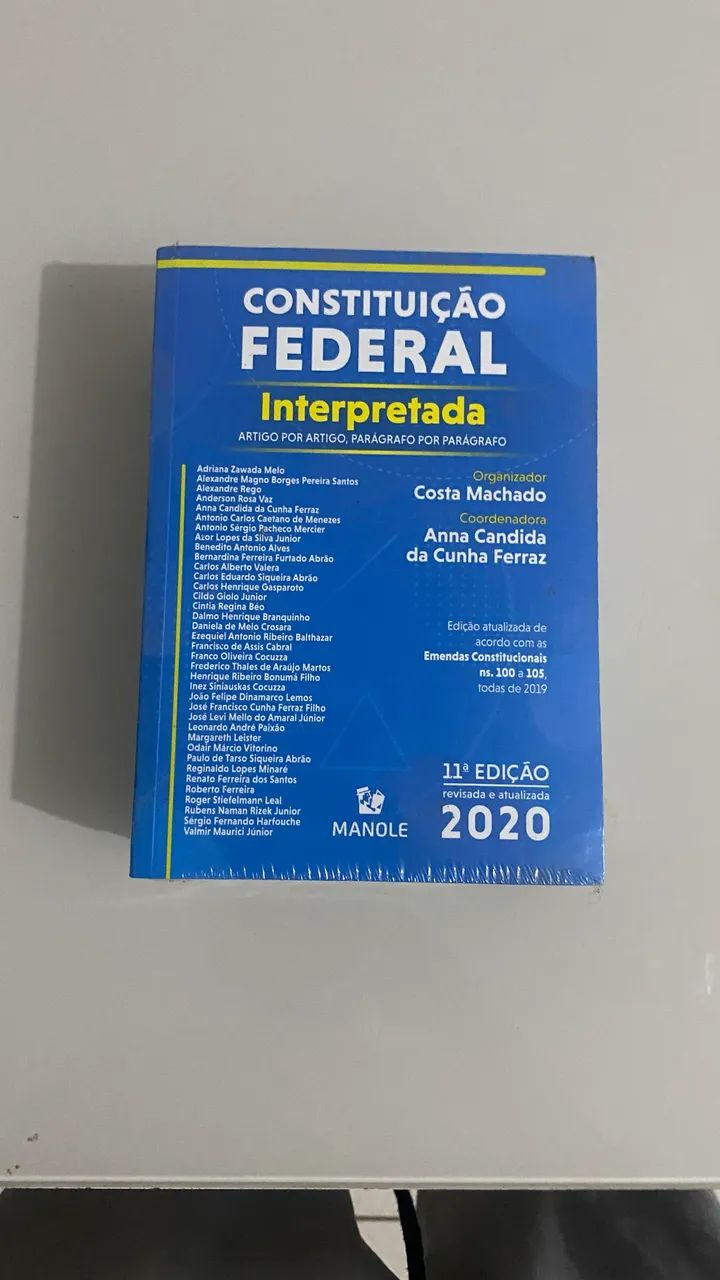 CONSTITUIÇÃO
FEDERAL
Interpretada
ARTIGO POR ARTIGO, PARÁGRAFO POR PARÁGRAFO
Adriana Zawada Melo
Alexandre Magno Borges Pereira Santos
Alexandre Rego
Anderson Rosa Vaz
Anna Candida da Cunha Ferraz
Antonio Carlos Caetano de Menezes
Antonio Sérgio Pacheco Mercier
Azor Lopes da Silva Junior
Benedito Antonio Alves
Bernardina Ferreira Furtado Abrão
Carlos Alberto Valera
Carlos Eduardo Siqueira Abrão
Carlos Henrique Gasparoto
Cildo Giolo Junior
Cintia Regina Béo
Dalmo Henrique Branquinho
Daniela de Melo Crosara
Ezequiel Antonio Ribeiro Balthazar
Francisco de Assis Cabral
Franco Oliveira Cocuzza
Frederico Thales de Araújo Martos
Henrique Ribeiro Bonumá Filho
Inez Siniauskas Cocuzza
João Felipe Dinamarco Lemos
José Francisco Cunha Ferraz Filho
José Levi Mello do Amaral Júnior
Leonardo André Paixão
Margareth Leister
Odair Márcio Vitorino
Paulo de Tarso Siqueira Abrão
Reginaldo Lopes Minaré
Renato Ferreira dos Santos
Roberto Ferreira
Roger Stiefelmann Leal
Rubens Naman Rizek Junior
Sérgio Fernando Harfouche
Valmir Maurici Júnior
Organizador
Costa Machado
Coordenadora
Anna Candida
da Cunha Ferraz
Edição atualizada de
acordo com as
Emendas Constitucionais
ns. 100 a 105,
todas de 2019
11ª EDIÇÃO
revisada e atualizada
2020
MANOLE